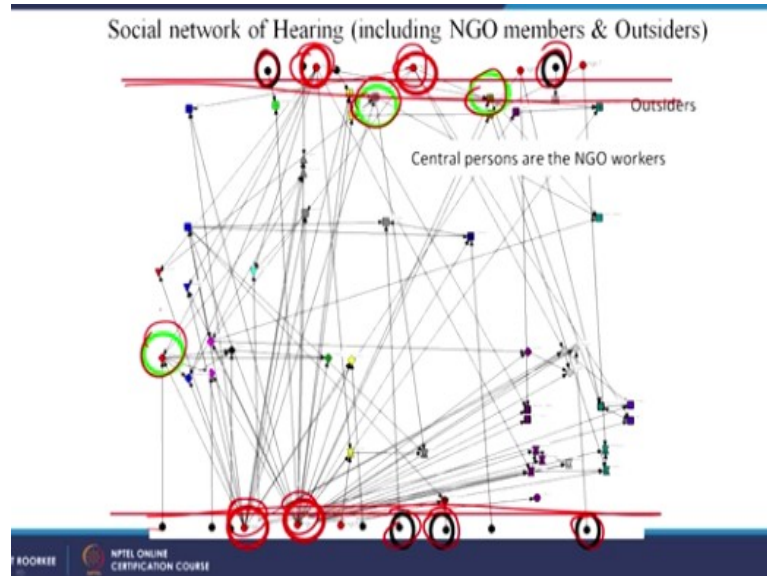 Social network of Hearing (including NGO members & Outsiders)
Outsiders
Central persons are the NGO workers
T ROORKEE
NPTEL ONLINE
CERTIFICATION COURSE